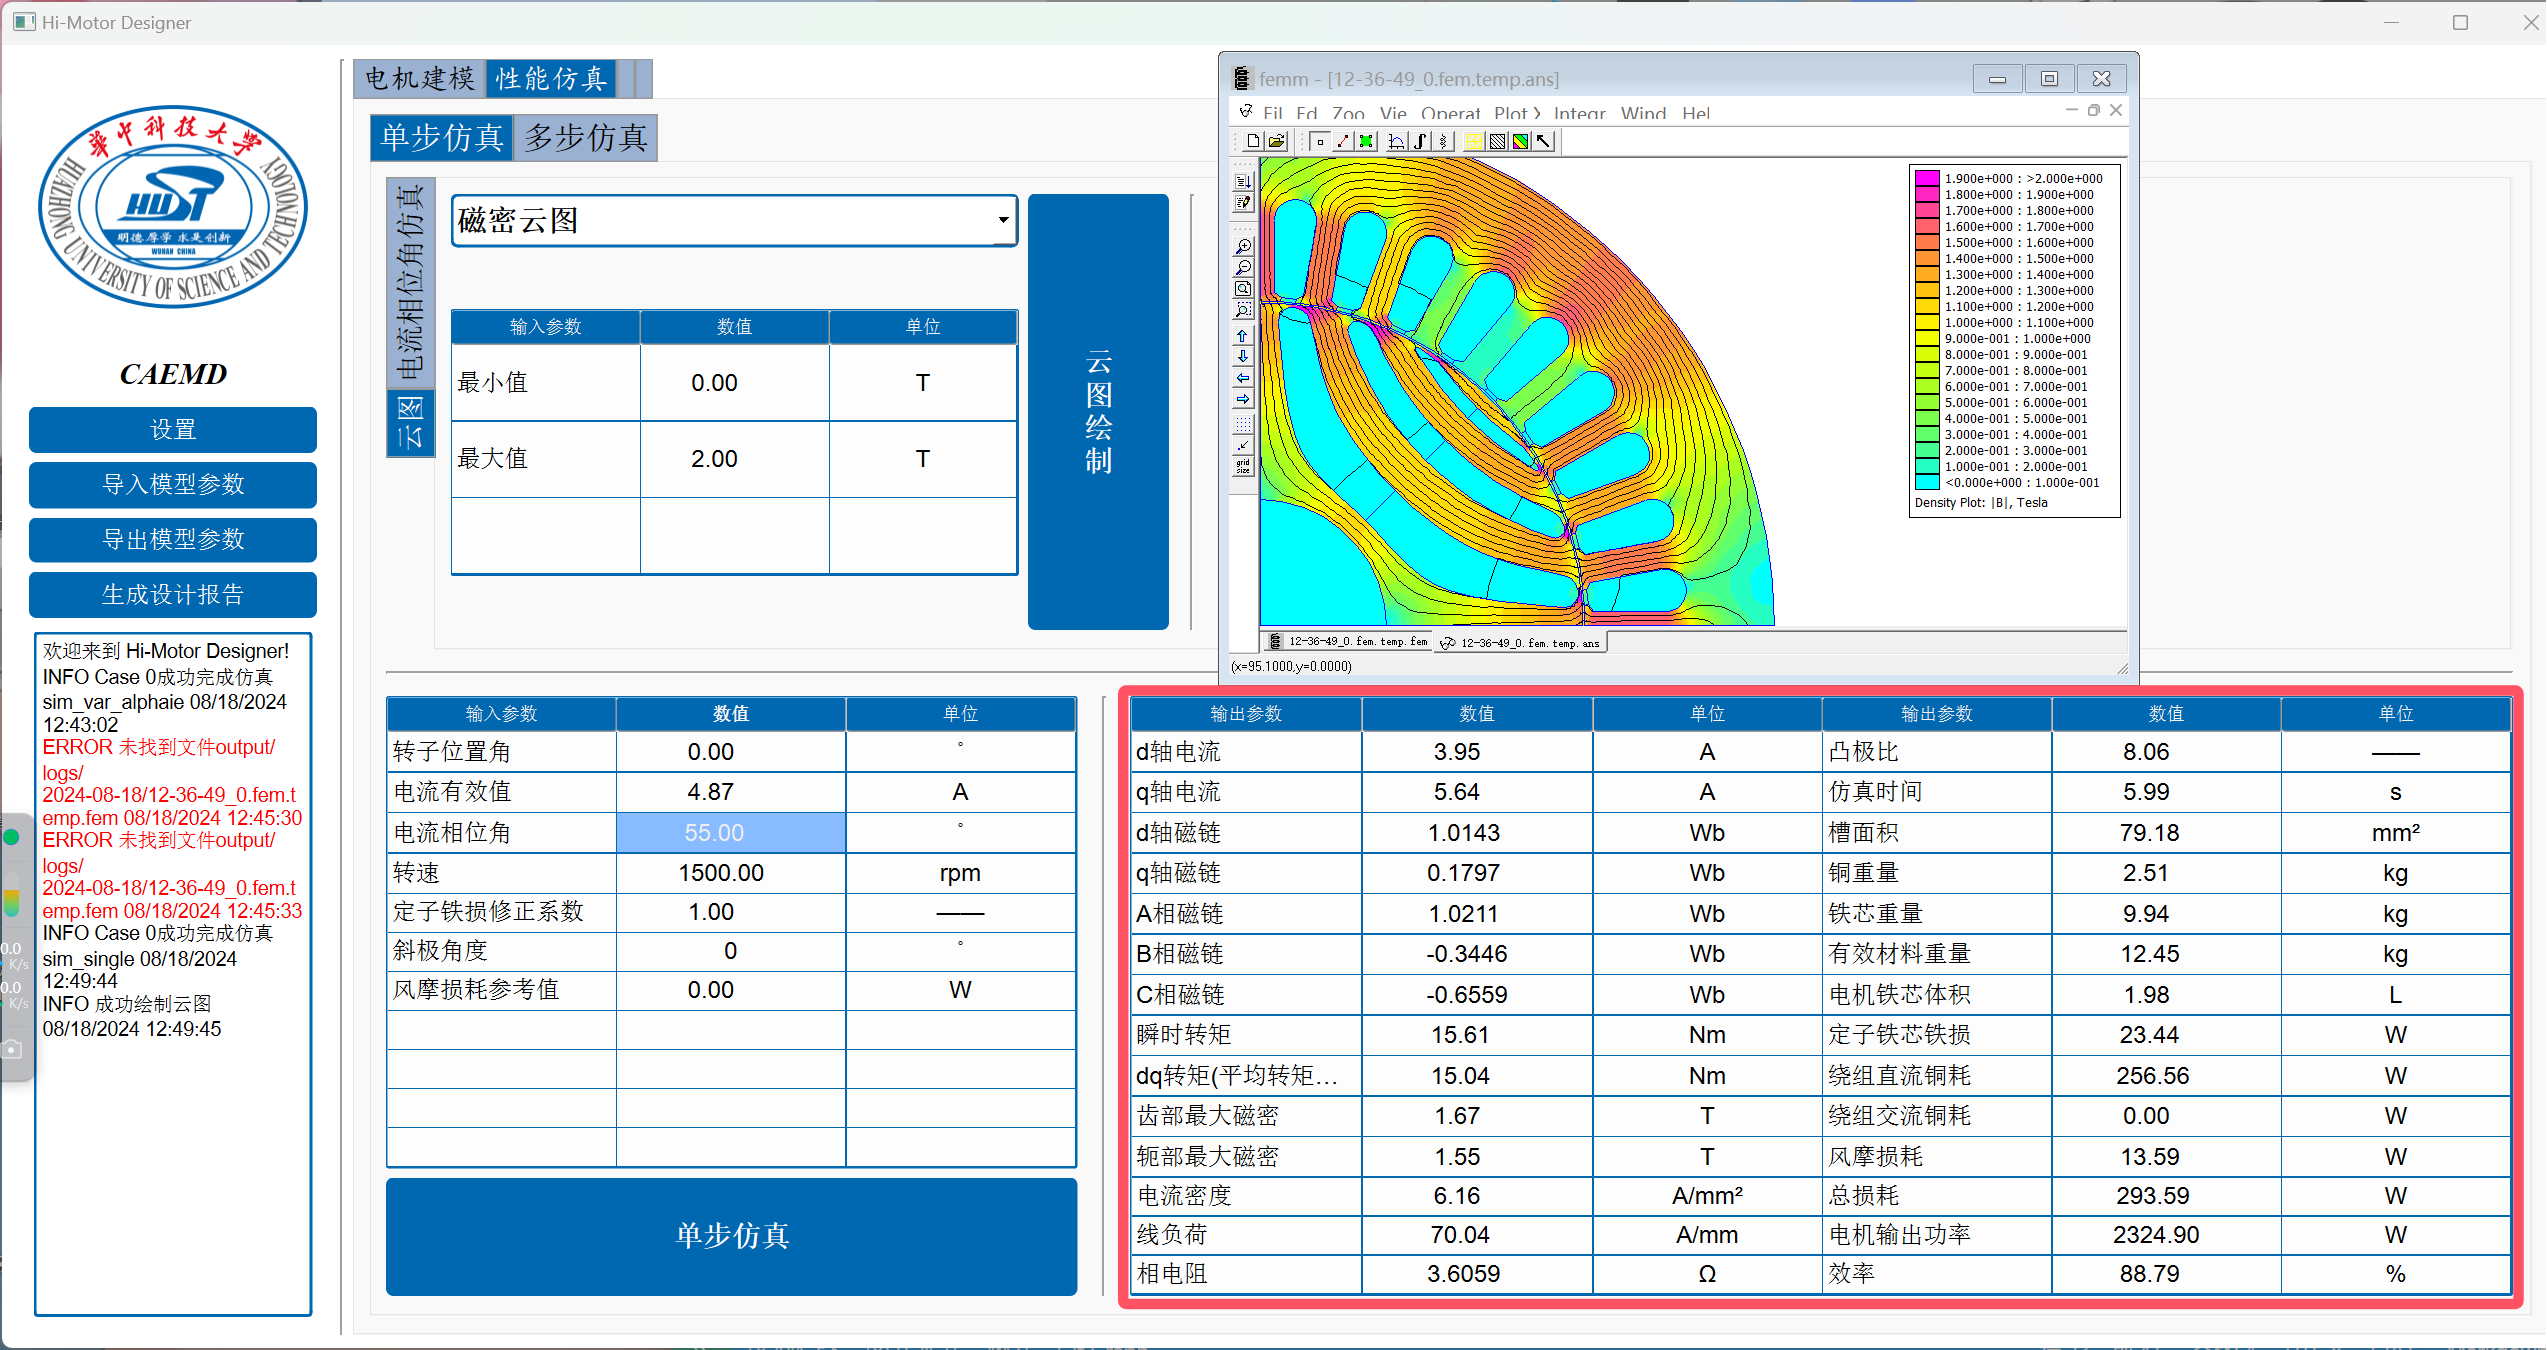 Hi-Motor Designer
華中科技大學
HUAZHONG UNIVERSITY OF SCIENCE AND TECHNOLOGY
HUST
明德厚学 求是创新
WUHAN CHINA
CAEMD
设置
导入模型参数
导出模型参数
生成设计报告
欢迎来到 Hi-Motor Designer!
INFO Case 0成功完成仿真
sim_var_alphaie 08/18/2024
12:43:02
ERROR 未找到文件output/
logs/
2024-08-18/12-36-49_0.fem.t
emp.fem 08/18/2024 12:45:30
ERROR 未找到文件output/
logs/
2024-08-18/12-36-49_0.fem.t
emp.fem 08/18/2024 12:45:33
INFO Case 0成功完成仿真
sim_single 08/18/2024
12:49:44
INFO 成功绘制云图
08/18/2024 12:49:45
0.0
K/s
0.0
K/s
电机建模 性能仿真
单步仿真 多步仿真
电流相位角仿真
云图
磁密云图
输入参数 数值 单位
最小值 0.00 T
最大值 2.00 T
云图绘制
femm - [12-36-49_0.fem.temp.ans]
Fil Ed Zoo Vie Operat Plot Integr Wind Hel
grid
size
1.900e+000 : >2.000e+000
1.800e+000 : 1.900e+000
1.700e+000 : 1.800e+000
1.600e+000 : 1.700e+000
1.500e+000 : 1.600e+000
1.400e+000 : 1.500e+000
1.300e+000 : 1.400e+000
1.200e+000 : 1.300e+000
1.100e+000 : 1.200e+000
1.000e+000 : 1.100e+000
9.000e-001 : 1.000e+000
8.000e-001 : 9.000e-001
7.000e-001 : 8.000e-001
6.000e-001 : 7.000e-001
5.000e-001 : 6.000e-001
4.000e-001 : 5.000e-001
3.000e-001 : 4.000e-001
2.000e-001 : 3.000e-001
1.000e-001 : 2.000e-001
<0.000e+000 : 1.000e-001
Density Plot: |B|, Tesla
12-36-49_0.fem.temp.fem 12-36-49_0.fem.temp.ans
(x=95.1000,y=0.0000)
输入参数 数值 单位
转子位置角 0.00 °
电流有效值 4.87 A
电流相位角 55.00 °
转速 1500.00 rpm
定子铁损修正系数 1.00 ——
斜极角度 0 °
风摩损耗参考值 0.00 W
单步仿真
输出参数 数值 单位 输出参数 数值 单位
d轴电流 3.95 A 凸极比 8.06 ——
q轴电流 5.64 A 仿真时间 5.99 s
d轴磁链 1.0143 Wb 槽面积 79.18 mm²
q轴磁链 0.1797 Wb 铜重量 2.51 kg
A相磁链 1.0211 Wb 铁芯重量 9.94 kg
B相磁链 -0.3446 Wb 有效材料重量 12.45 kg
C相磁链 -0.6559 Wb 电机铁芯体积 1.98 L
瞬时转矩 15.61 Nm 定子铁芯铁损 23.44 W
dq转矩(平均转矩... 15.04 Nm 绕组直流铜耗 256.56 W
齿部最大磁密 1.67 T 绕组交流铜耗 0.00 W
轭部最大磁密 1.55 T 风摩损耗 13.59 W
电流密度 6.16 A/mm² 总损耗 293.59 W
线负荷 70.04 A/mm 电机输出功率 2324.90 W
相电阻 3.6059 Ω 效率 88.79 %